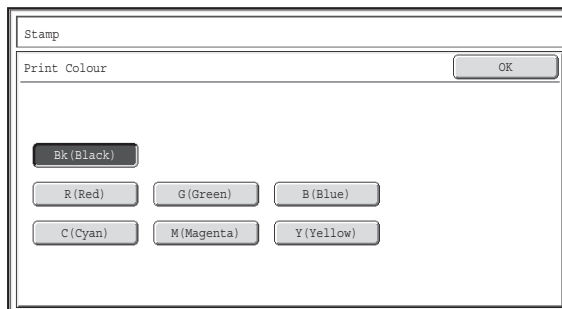 Stamp
Print Colour OK
Bk(Black)
R(Red) G(Green) B(Blue)
C(Cyan) M(Magenta) Y(Yellow)